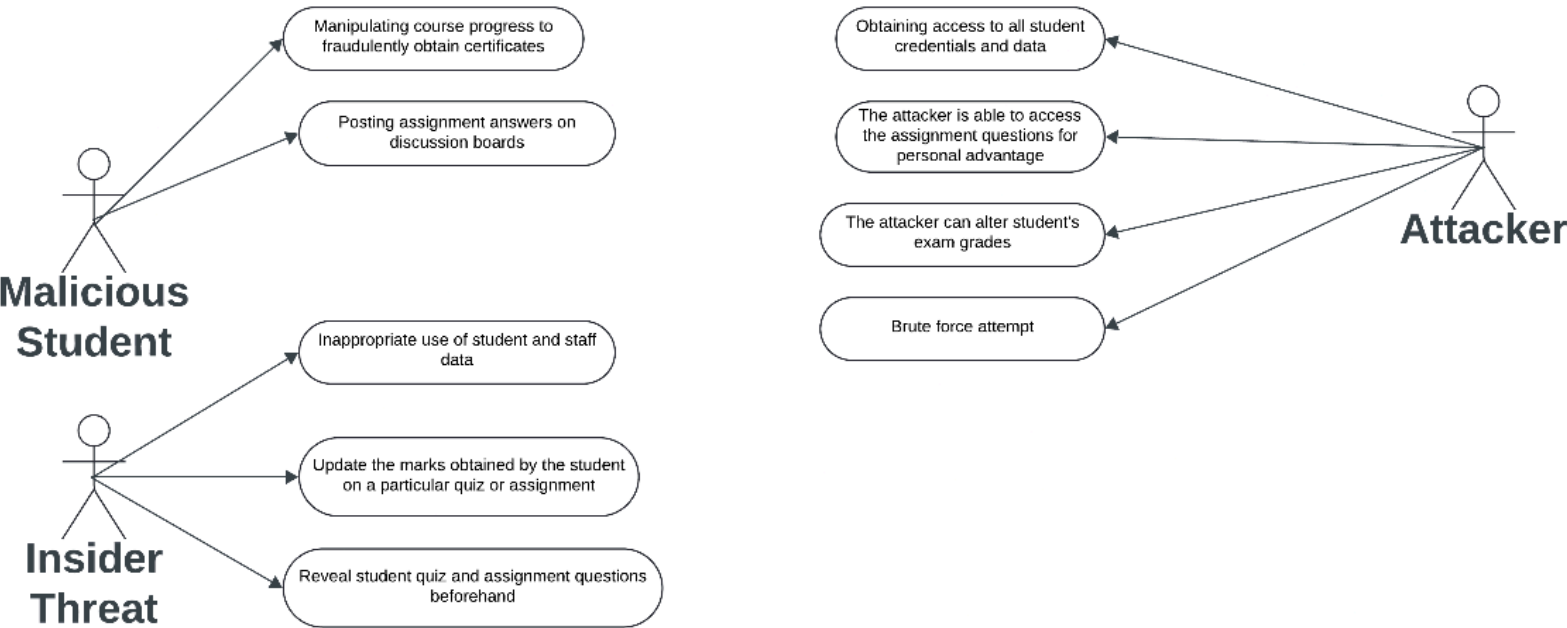 Manipulating course progress to
fraudulently obtain certificates
Posting assignment answers on
discussion boards
Malicious
Student
Inappropriate use of student and staff
data
Update the marks obtained by the student
on a particular quiz or assignment
Reveal student quiz and assignment questions
beforehand
Insider
Threat
Obtaining access to all student
credentials and data
The attacker is able to access
the assignment questions for
personal advantage
The attacker can alter student's
exam grades
Brute force attempt
Attacker